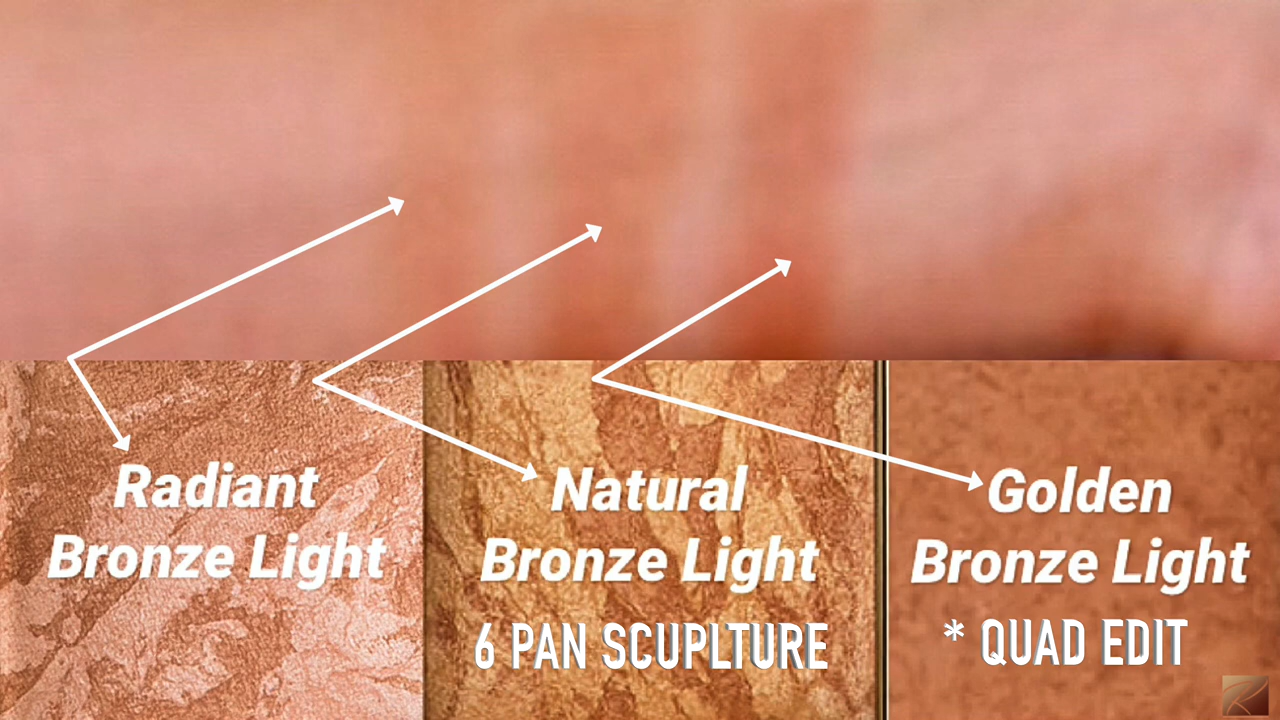 Radiant
Bronze Light
Natural
Bronze Light
6 PAN SCUPLTURE
Golden
Bronze Light
* QUAD EDIT